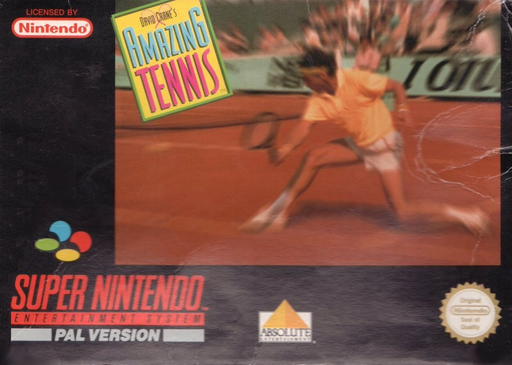 LICENSED BY
Nintendo
DAVID CRANE'S
AMAZING
TENNIS
SUPER NINTENDO
ENTERTAINMENT SYSTEM
PAL VERSION
ABSOLUTE
ENTERTAINMENT
Original
Nintendo
Seal of
Quality